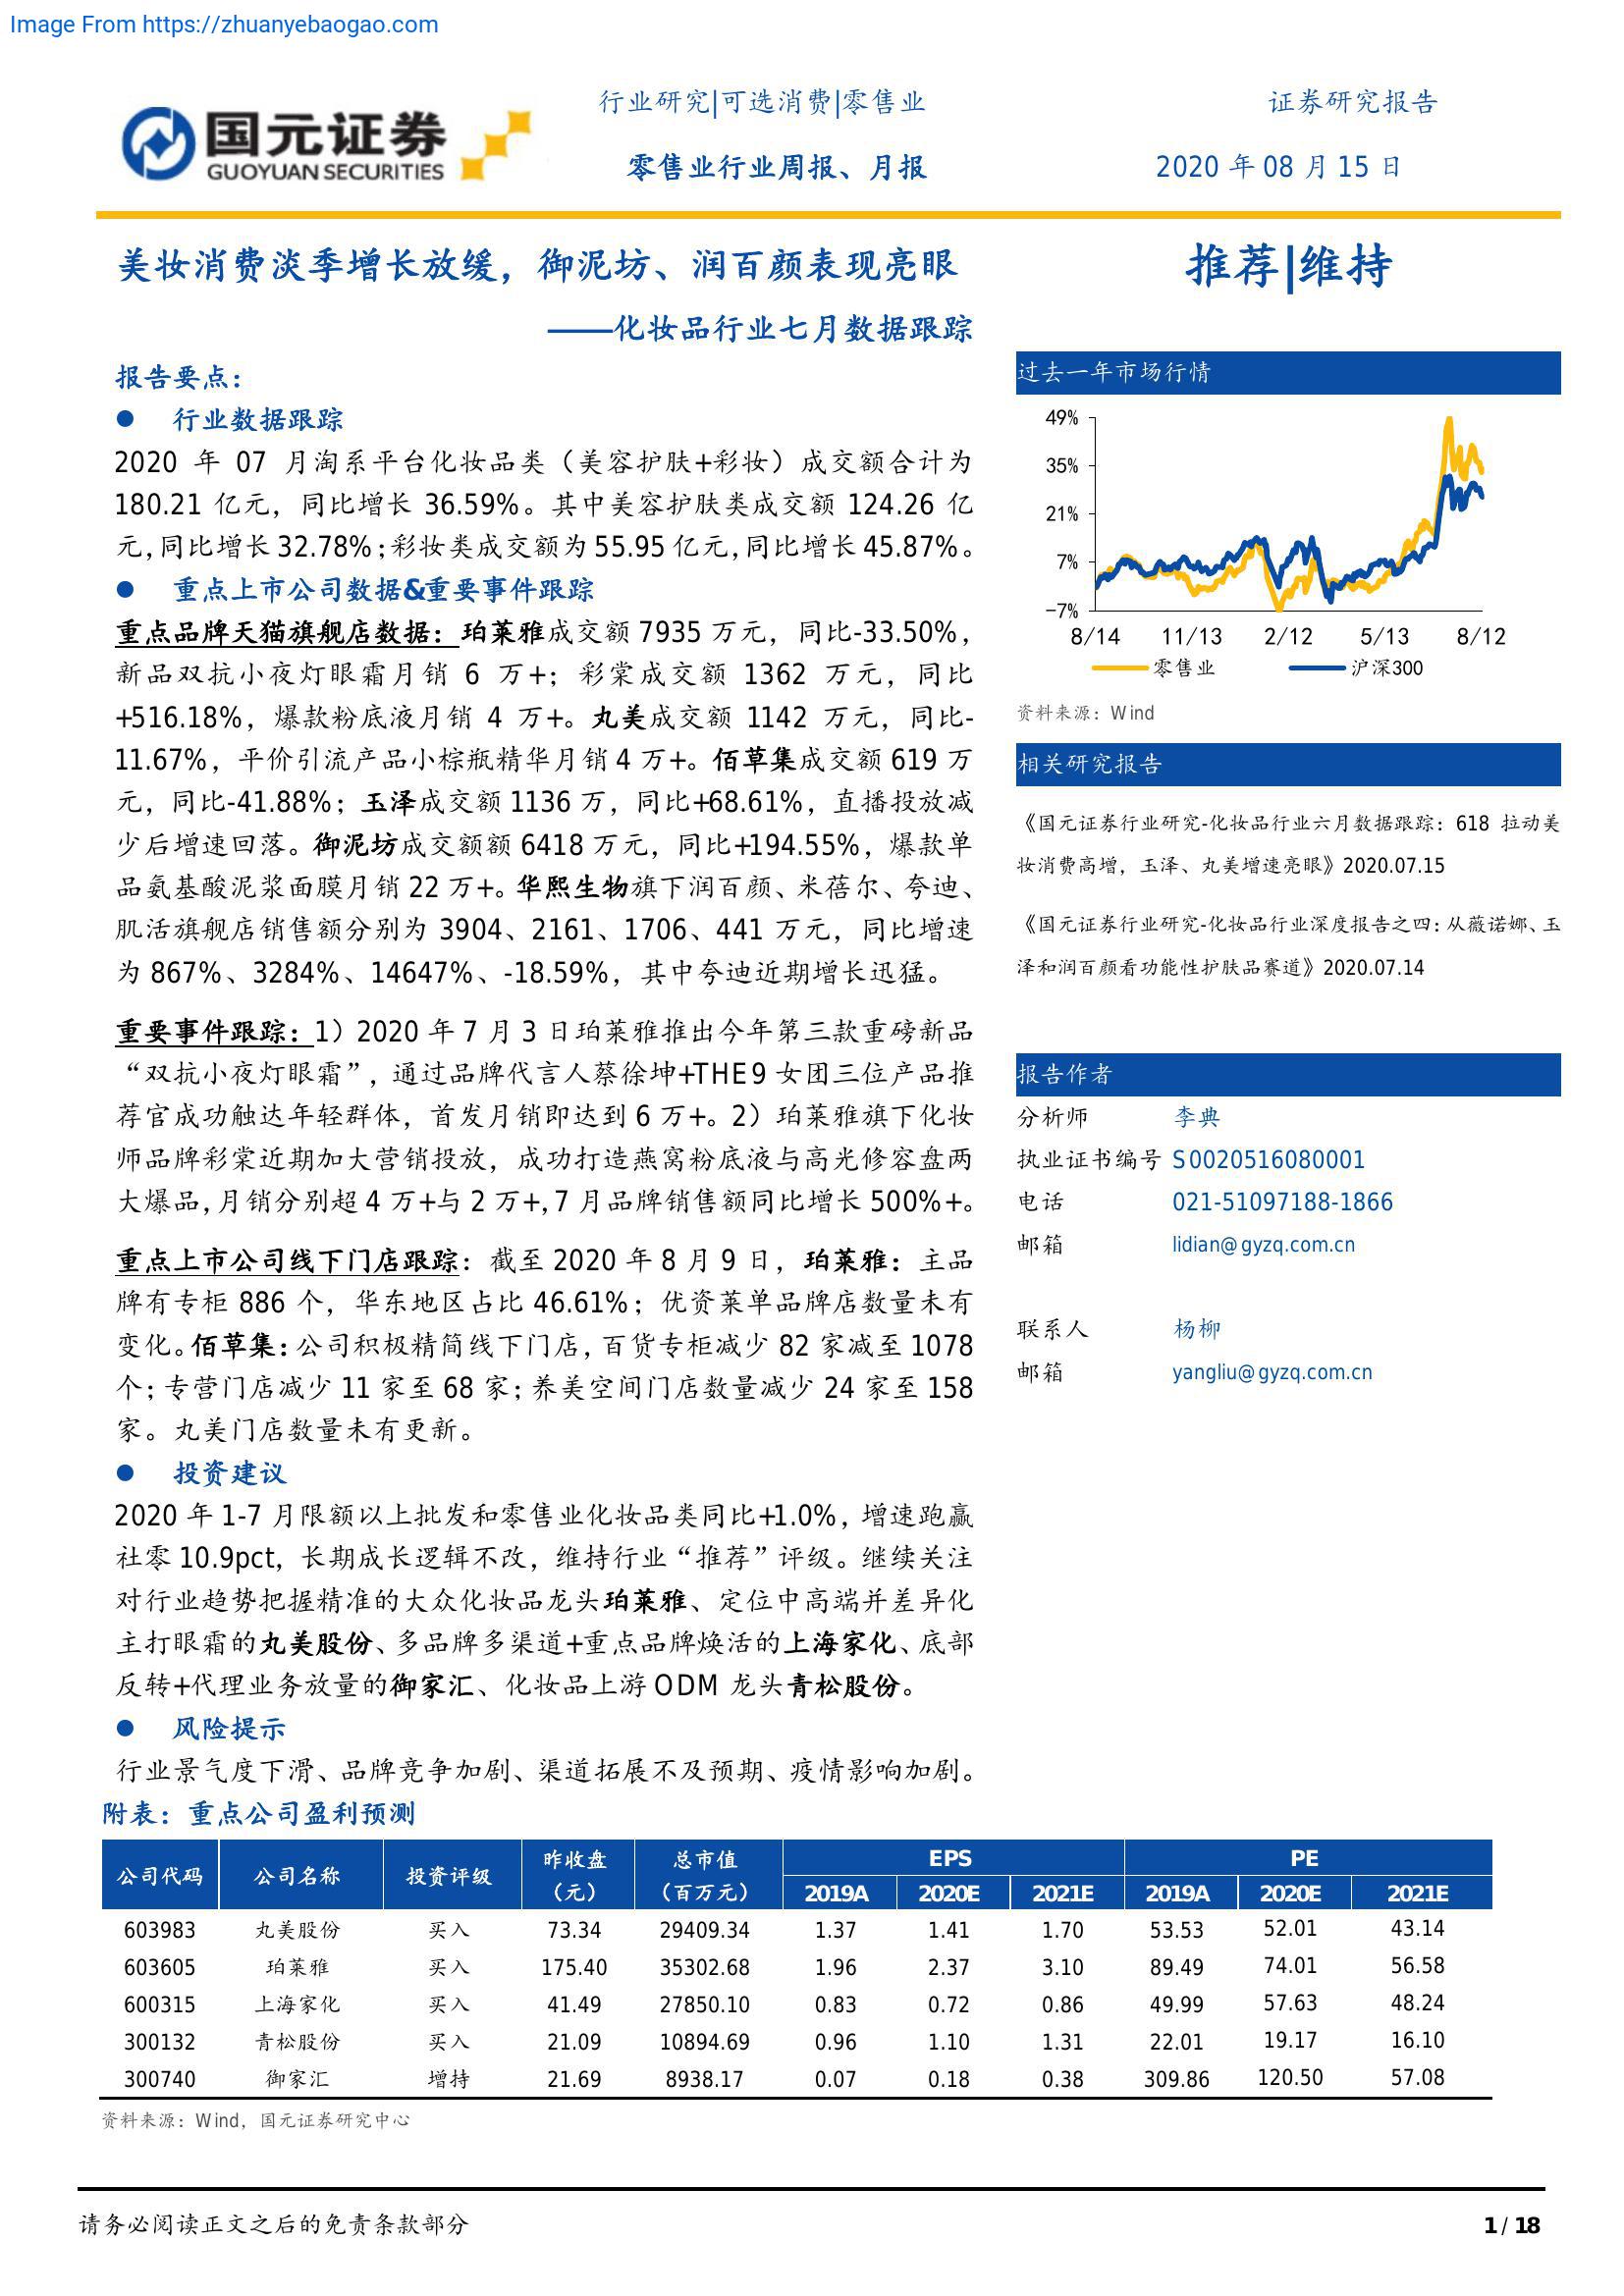 Image From https://zhuanyebaogao.com
国元证券
GUOYUAN SECURITIES
行业研究|可选消费|零售业
证券研究报告
零售业行业周报、月报
2020 年 08 月 15 日
美妆消费淡季增长放缓，御泥坊、润百颜表现亮眼
——化妆品行业七月数据跟踪
报告要点：
● 行业数据跟踪
2020 年 07 月淘系平台化妆品类（美容护肤+彩妆）成交额合计为
180.21 亿元，同比增长 36.59%。其中美容护肤类成交额 124.26 亿
元，同比增长 32.78%；彩妆类成交额为 55.95 亿元，同比增长 45.87%。
● 重点上市公司数据&重要事件跟踪
重点品牌天猫旗舰店数据：珀莱雅成交额 7935 万元，同比-33.50%，
新品双抗小夜灯眼霜月销 6 万+；彩棠成交额 1362 万元，同比
+516.18%，爆款粉底液月销 4 万+。丸美成交额 1142 万元，同比-
11.67%，平价引流产品小棕瓶精华月销 4 万+。佰草集成交额 619 万
元，同比-41.88%；玉泽成交额 1136 万，同比+68.61%，直播投放减
少后增速回落。御泥坊成交额额 6418 万元，同比+194.55%，爆款单
品氨基酸泥浆面膜月销 22 万+。华熙生物旗下润百颜、米蓓尔、夸迪、
肌活旗舰店销售额分别为 3904、2161、1706、441 万元，同比增速
为 867%、3284%、14647%、-18.59%，其中夸迪近期增长迅猛。
重要事件跟踪：1）2020 年 7 月 3 日珀莱雅推出今年第三款重磅新品
“双抗小夜灯眼霜”，通过品牌代言人蔡徐坤+THE9 女团三位产品推
荐官成功触达年轻群体，首发月销即达到 6 万+。2）珀莱雅旗下化妆
师品牌彩棠近期加大营销投放，成功打造燕窝粉底液与高光修容盘两
大爆品，月销分别超 4 万+与 2 万+，7 月品牌销售额同比增长 500%+。
重点上市公司线下门店跟踪：截至 2020 年 8 月 9 日，珀莱雅：主品
牌有专柜 886 个，华东地区占比 46.61%；优资莱单品牌店数量未有
变化。佰草集：公司积极精简线下门店，百货专柜减少 82 家减至 1078
个；专营门店减少 11 家至 68 家；养美空间门店数量减少 24 家至 158
家。丸美门店数量未有更新。
● 投资建议
2020 年 1-7 月限额以上批发和零售业化妆品类同比+1.0%，增速跑赢
社零 10.9pct，长期成长逻辑不改，维持行业“推荐”评级。继续关注
对行业趋势把握精准的大众化妆品龙头珀莱雅、定位中高端并差异化
主打眼霜的丸美股份、多品牌多渠道+重点品牌焕活的上海家化、底部
反转+代理业务放量的御家汇、化妆品上游 ODM 龙头青松股份。
● 风险提示
行业景气度下滑、品牌竞争加剧、渠道拓展不及预期、疫情影响加剧。
推荐|维持
过去一年市场行情
49%
35%
21%
7%
-7%
8/14 11/13 2/12 5/13 8/12
零售业 沪深300
资料来源：Wind
相关研究报告
《国元证券行业研究-化妆品行业六月数据跟踪：618 拉动美
妆消费高增，玉泽、丸美增速亮眼》2020.07.15
《国元证券行业研究-化妆品行业深度报告之四：从薇诺娜、玉
泽和润百颜看功能性护肤品赛道》2020.07.14
报告作者
分析师 李典
执业证书编号 S0020516080001
电话 021-51097188-1866
邮箱 lidian@gyzq.com.cn
联系人 杨柳
邮箱 yangliu@gyzq.com.cn
附表：重点公司盈利预测
公司代码 公司名称 投资评级 昨收盘（元） 总市值（百万元） EPS PE
2019A 2020E 2021E 2019A 2020E 2021E
603983 丸美股份 买入 73.34 29409.34 1.37 1.41 1.70 53.53 52.01 43.14
603605 珀莱雅 买入 175.40 35302.68 1.96 2.37 3.10 89.49 74.01 56.58
600315 上海家化 买入 41.49 27850.10 0.83 0.72 0.86 49.99 57.63 48.24
300132 青松股份 买入 21.09 10894.69 0.96 1.10 1.31 22.01 19.17 16.10
300740 御家汇 增持 21.69 8938.17 0.07 0.18 0.38 309.86 120.50 57.08
资料来源：Wind，国元证券研究中心
请务必阅读正文之后的免责条款部分
1 / 18